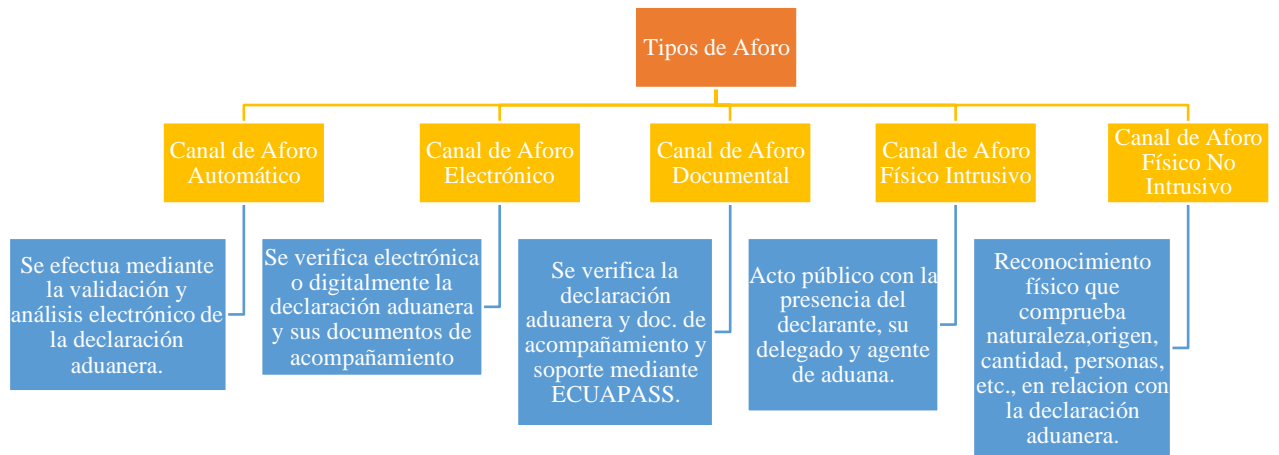 Tipos de Aforo
Canal de Aforo
Automático
Canal de Aforo
Electrónico
Canal de Aforo
Documental
Canal de Aforo
Físico Intrusivo
Canal de Aforo
Físico No
Intrusivo
Se efectua mediante
la validación y
análisis electrónico de
la declaración
aduanera.
Se verifica electrónica
o digitalmente la
declaración aduanera
y sus documentos de
acompañamiento
Se verifica la
declaración
aduanera y doc. de
acompañamiento y
soporte mediante
ECUAPASS.
Acto público con la
presencia del
declarante, su
delegado y agente
de aduana.
Reconocimiento
físico que
comprueba
naturaleza,origen,
cantidad, personas,
etc., en relacion con
la declaración
aduanera.